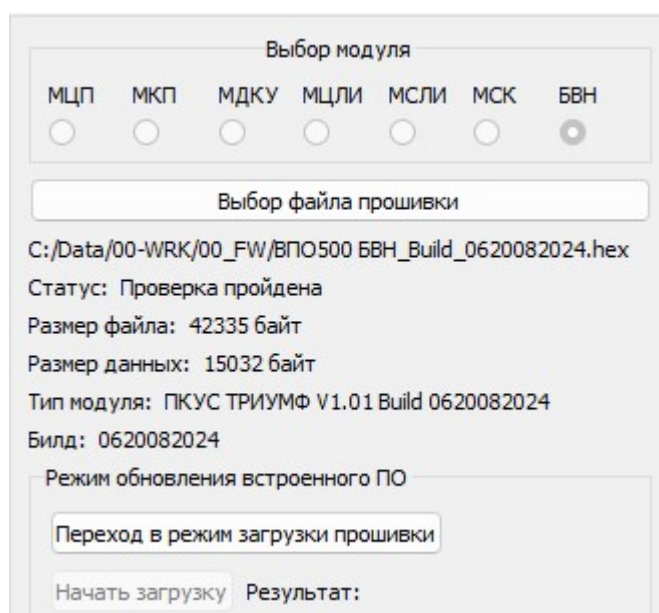 Выбор модуля
МЦП МКП МДКУ МЦЛИ МСЛИ МСК БВН
Выбор файла прошивки
C:/Data/00-WRK/00_FW/ВПО500 БВН_Build_0620082024.hex
Статус: Проверка пройдена
Размер файла: 42335 байт
Размер данных: 15032 байт
Тип модуля: ПКУС ТРИУМФ V1.01 Build 0620082024
Билд: 0620082024
Режим обновления встроенного ПО
Переход в режим загрузки прошивки
Начать загрузку Результат: